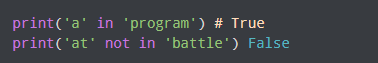 print('a' in 'program') # True
print('at' not in 'battle') False